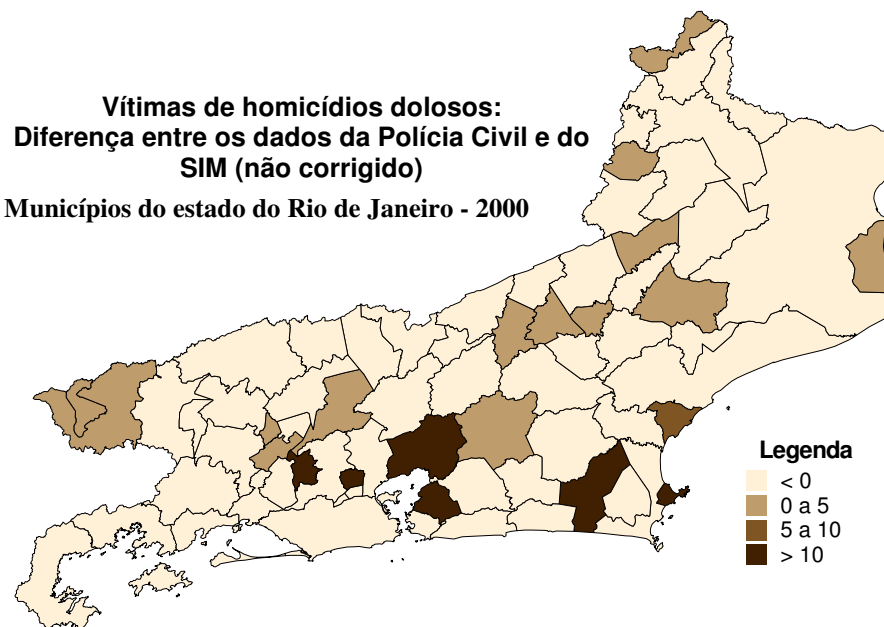 Vítimas de homicídios dolosos:
Diferença entre os dados da Polícia Civil e do
SIM (não corrigido)
Municípios do estado do Rio de Janeiro - 2000
Legenda
< 0
0 a 5
5 a 10
> 10